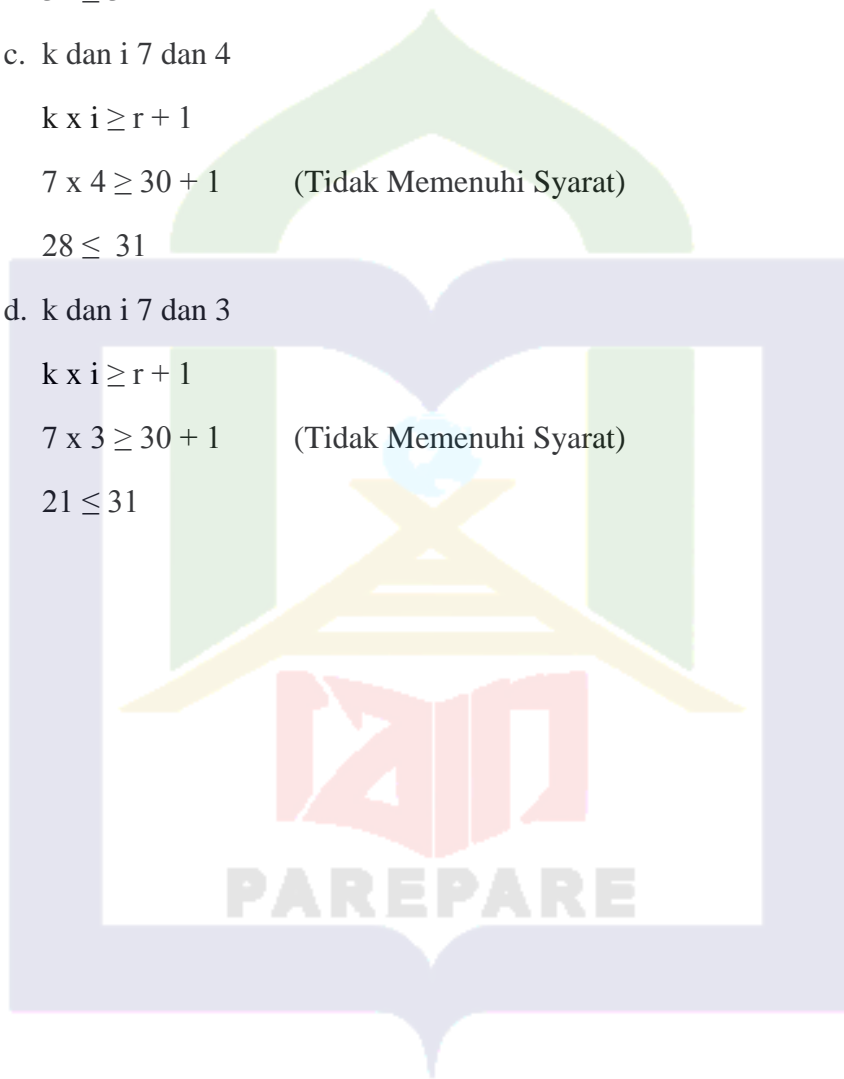 c. k dan i 7 dan 4
k x i ≥ r + 1
7 x 4 ≥ 30 + 1 (Tidak Memenuhi Syarat)
28 ≤ 31
d. k dan i 7 dan 3
k x i ≥ r + 1
7 x 3 ≥ 30 + 1 (Tidak Memenuhi Syarat)
21 ≤ 31
iain
PAREPARE